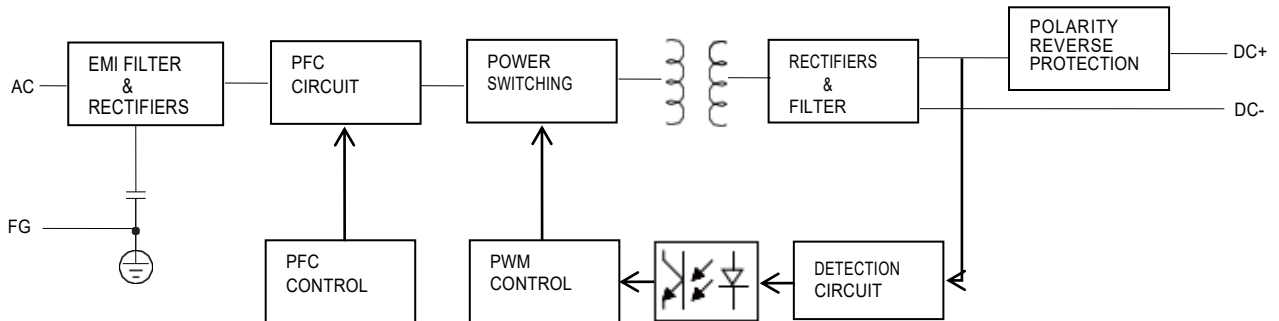 AC
EMI FILTER
&
RECTIFIERS
PFC
CIRCUIT
POWER
SWITCHING
RECTIFIERS
&
FILTER
POLARITY
REVERSE
PROTECTION
DC+
DC-
FG
PFC
CONTROL
PWM
CONTROL
DETECTION
CIRCUIT